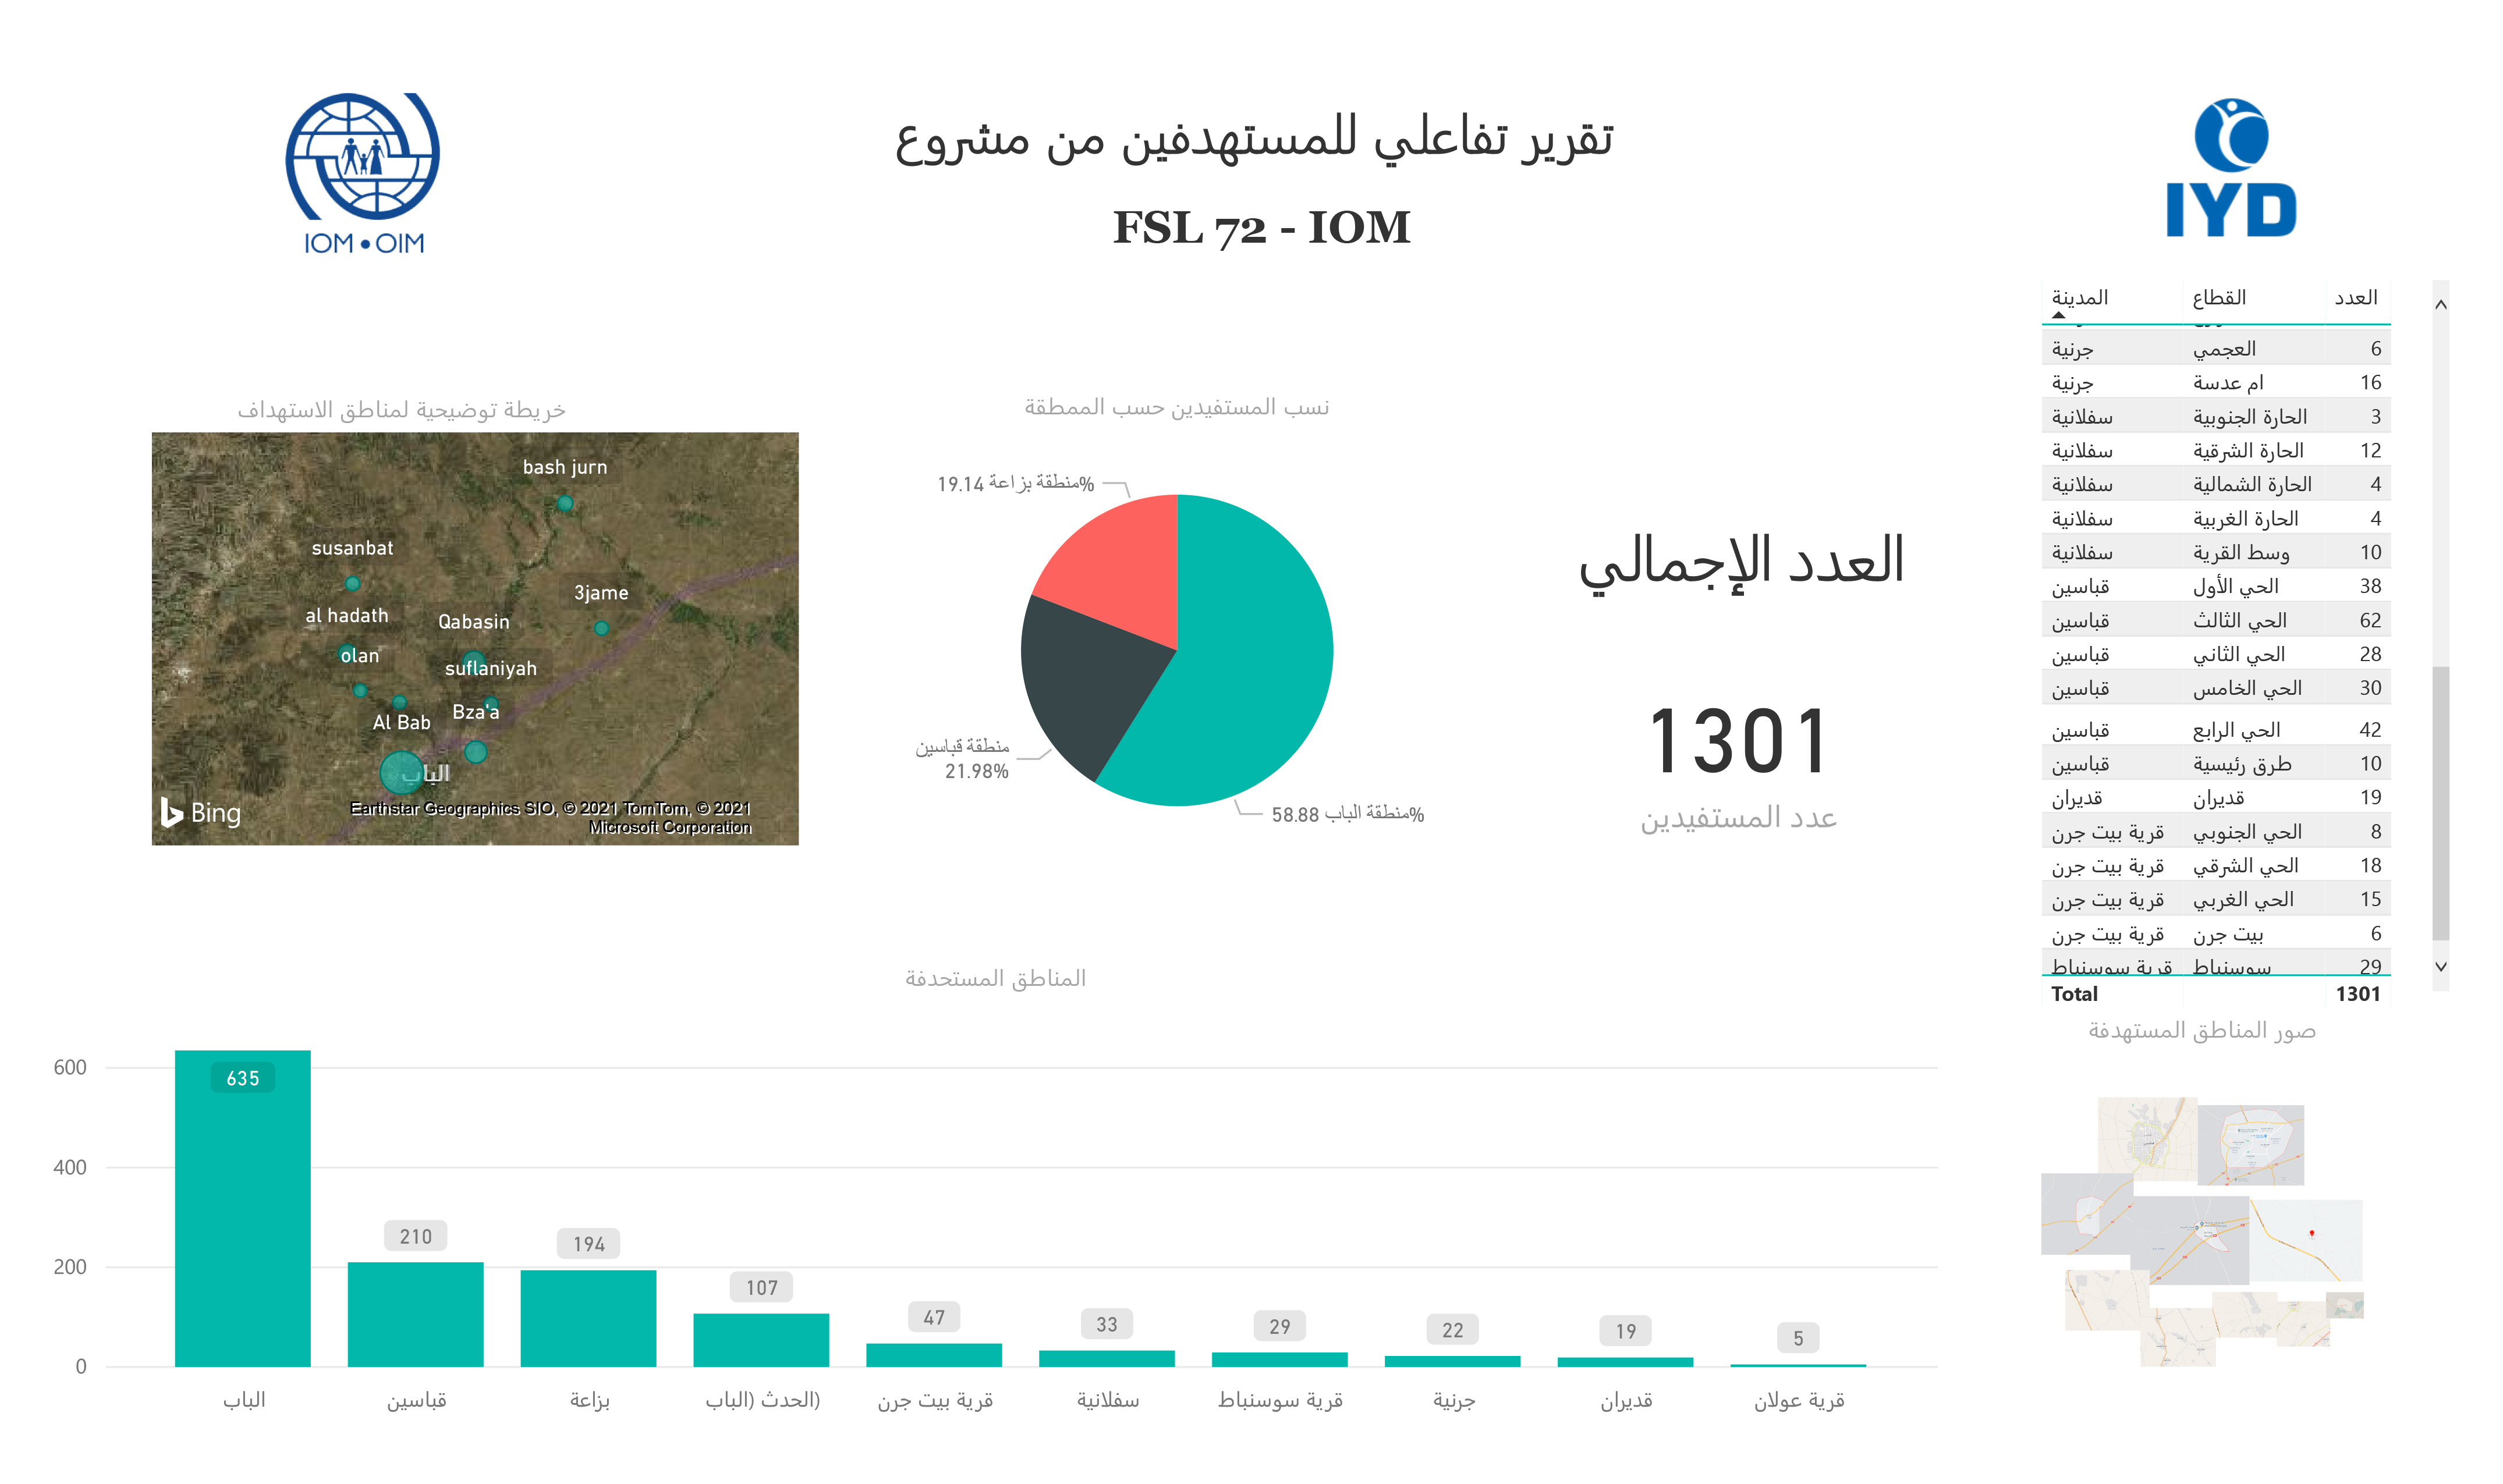 IOM • OIM
تقرير تفاعلي للمستهدفين من مشروع
FSL 72 - IOM
IYD
المدينة القطاع العدد
جرنية العجمي 6
جرنية ام عدسة 16
سفلانية الحارة الجنوبية 3
سفلانية الحارة الشرقية 12
سفلانية الحارة الشمالية 4
سفلانية الحارة الغربية 4
سفلانية وسط القرية 10
قباسين الحي الأول 38
قباسين الحي الثالث 62
قباسين الحي الثاني 28
قباسين الحي الخامس 30
قباسين الحي الرابع 42
قباسين طرق رئيسية 10
قديران قديران 19
قرية بيت جرن الحي الجنوبي 8
قرية بيت جرن الحي الشرقي 18
قرية بيت جرن الحي الغربي 15
قرية بيت جرن بيت جرن 6
قرية سوسنباط سوسنباط 29
Total 1301
صور المناطق المستهدفة
خريطة توضيحية لمناطق الاستهداف
bash jurn
susanbat
3jame
al hadath
Qabasin
olan
suflaniyah
Bza'a
Al Bab
الباب
Bing
Earthstar Geographics SIO, © 2021 TomTom, © 2021
Microsoft Corporation
نسب المستفيدين حسب الممطقة
منطقة بزاعة 19.14%
منطقة قباسين
21.98%
منطقة الباب 58.88%
العدد الإجمالي
1301
عدد المستفيدين
المناطق المستحدفة
600
400
200
0
635
210
194
107
47
33
29
22
19
5
الباب
قباسين
بزاعة
الحدث (الباب)
قرية بيت جرن
سفلانية
قرية سوسنباط
جرنية
قديران
قرية عولان